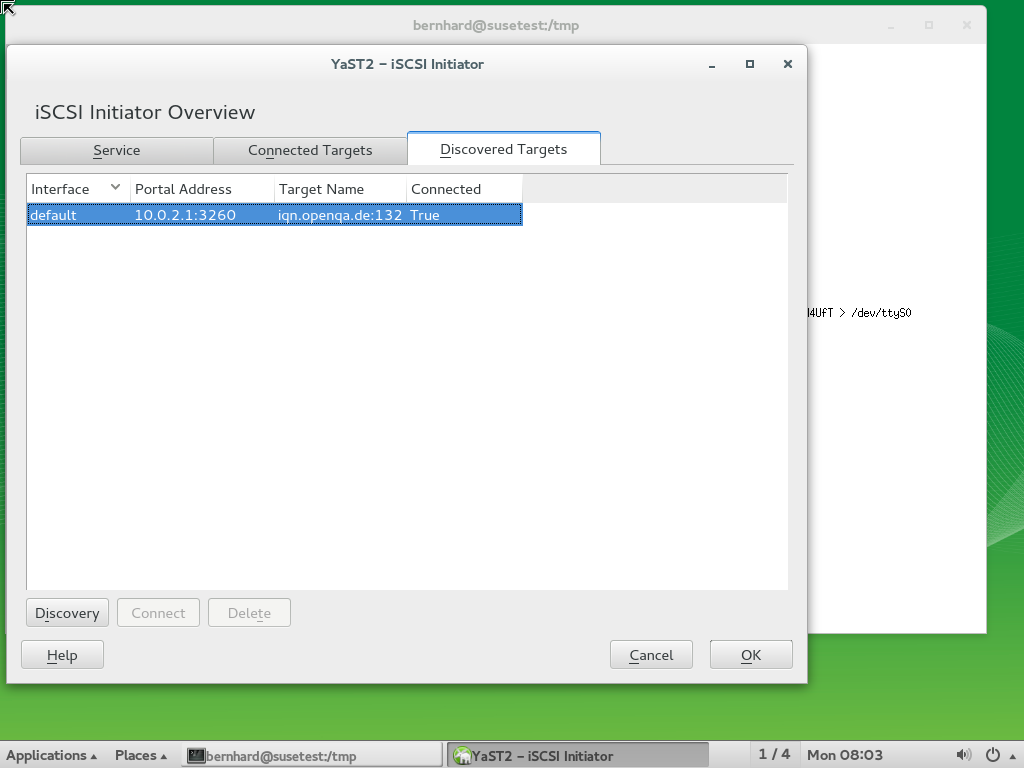 bernhard@susetest:/tmp
YaST2 – iSCSI Initiator
iSCSI Initiator Overview
Service Connected Targets Discovered Targets
Interface Portal Address Target Name Connected
default 10.0.2.1:3260 iqn.openqa.de:132 True
4UfT > /dev/ttyS0
Discovery Connect Delete
Help Cancel OK
Applications Places bernhard@susetest:/tmp YaST2 – iSCSI Initiator 1 / 4 Mon 08:03